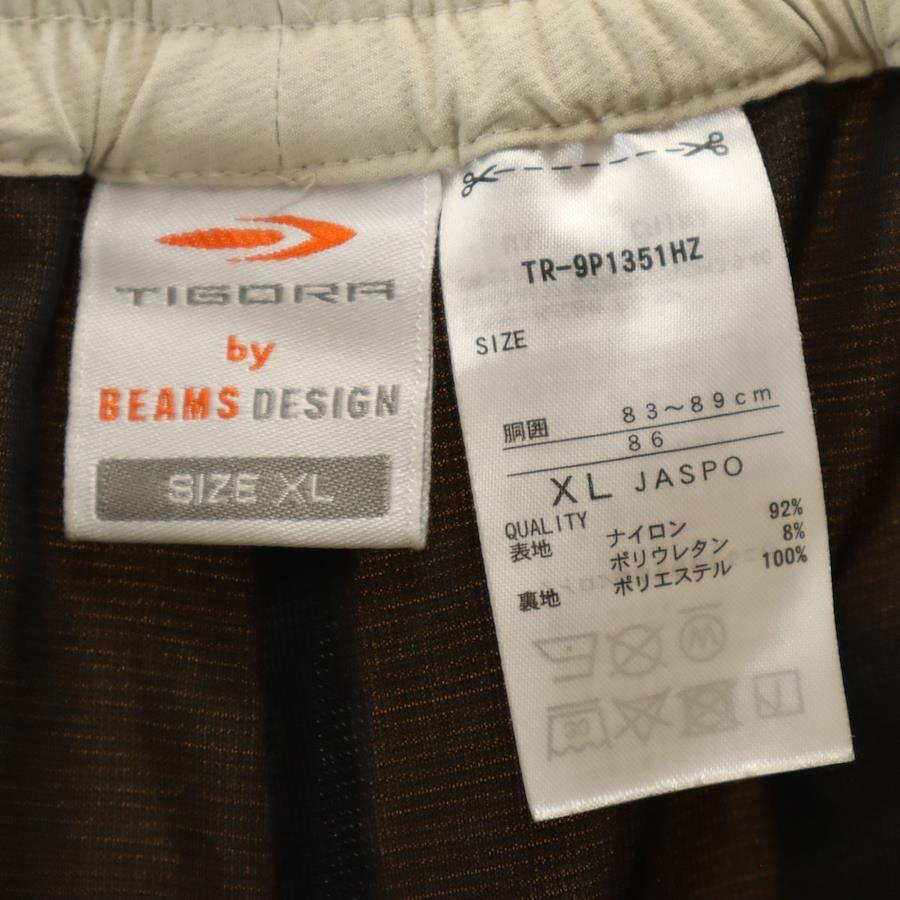 TIGORA
by
BEAMS DESIGN
SIZE XL
TR-9P1351HZ
SIZE
胴囲 83～89cm
86
XL JASPO
QUALITY
表地 ナイロン 92%
ポリウレタン 8%
裏地 ポリエステル 100%